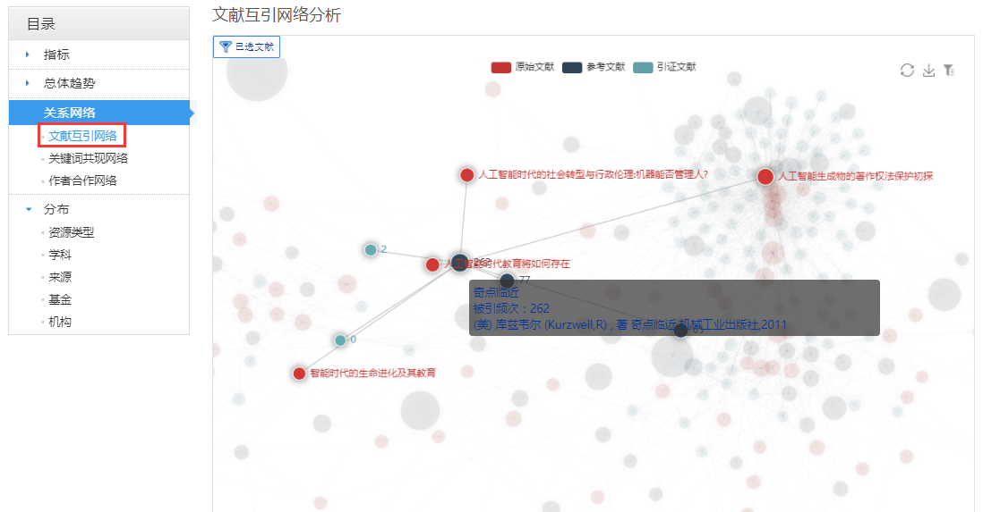 目录
指标
总体趋势
关系网络
文献互引网络
关键词共现网络
作者合作网络
分布
资源类型
学科
来源
基金
机构
文献互引网络分析
已选文献
原始文献 参考文献 引证文献
人工智能时代的社会转型与行政伦理:机器能否管理人?
人工智能生成物的著作权法保护初探
2
262
人工智能时代教育将如何存在
77
奇点临近
被引频次：262
(美) 库兹韦尔 (Kurzweil,R) , 著 奇点临近,机械工业出版社,2011
0
智能时代的生命进化及其教育